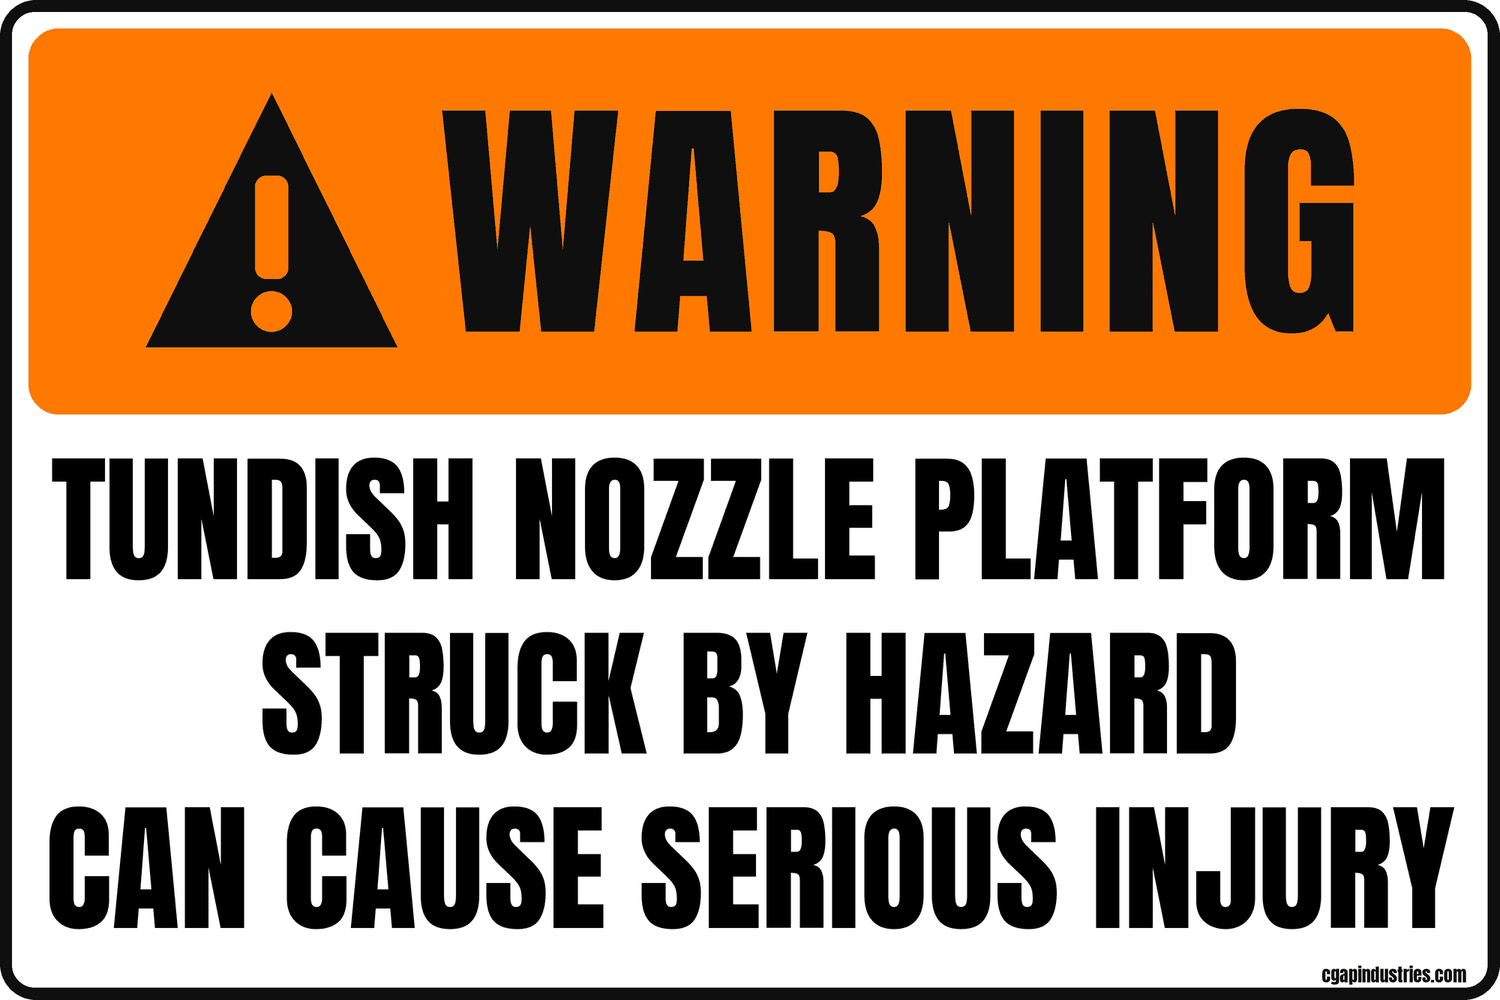 WARNING
TUNDISH NOZZLE PLATFORM
STRUCK BY HAZARD
CAN CAUSE SERIOUS INJURY
cgapindustries.com